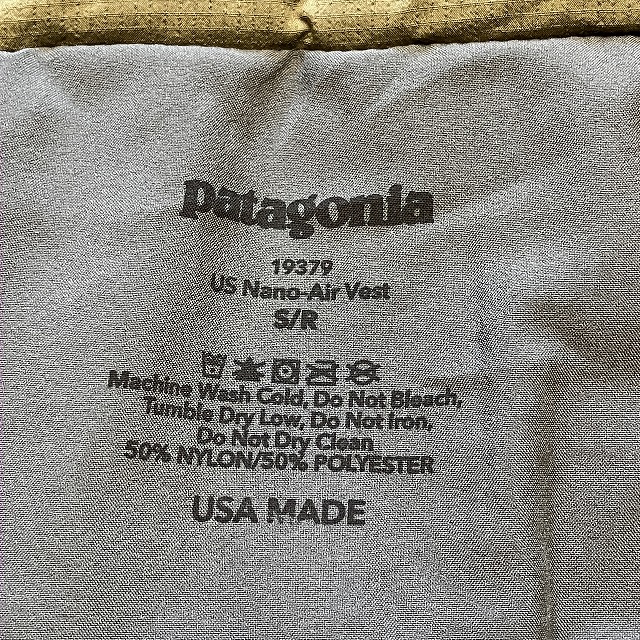 patagonia
19379
US Nano-Air Vest
S/R
Machine Wash Cold, Do Not Bleach,
Tumble Dry Low, Do Not Iron,
Do Not Dry Clean
50% NYLON/50% POLYESTER
USA MADE